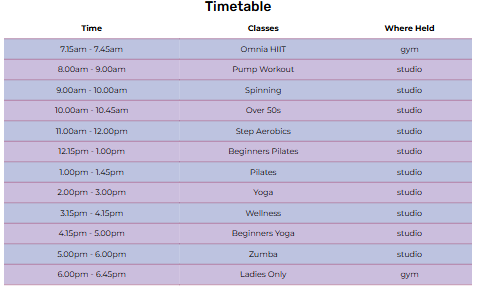 Timetable
Time Classes Where Held
7.15am - 7.45am Omnia HIIT gym
8.00am - 9.00am Pump Workout studio
9.00am - 10.00am Spinning studio
10.00am - 10.45am Over 50s studio
11.00am - 12.00pm Step Aerobics studio
12.15pm - 1.00pm Beginners Pilates studio
1.00pm - 1.45pm Pilates studio
2.00pm - 3.00pm Yoga studio
3.15pm - 4.15pm Wellness studio
4.15pm - 5.00pm Beginners Yoga studio
5.00pm - 6.00pm Zumba studio
6.00pm - 6.45pm Ladies Only gym